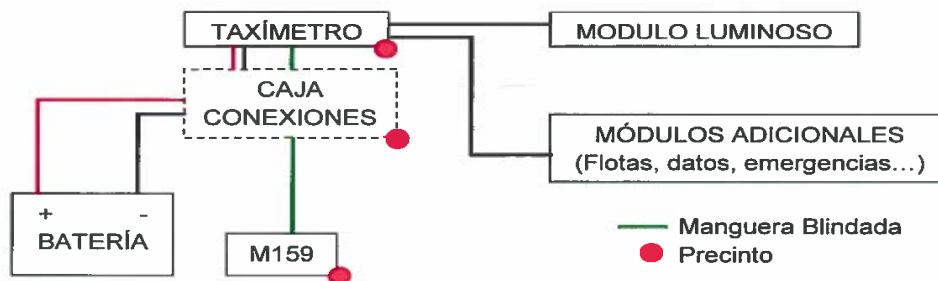 TAXÍMETRO
MODULO LUMINOSO
CAJA
CONEXIONES
MÓDULOS ADICIONALES
(Flotas, datos, emergencias...)
+ -
BATERÍA
M159
Manguera Blindada
Precinto